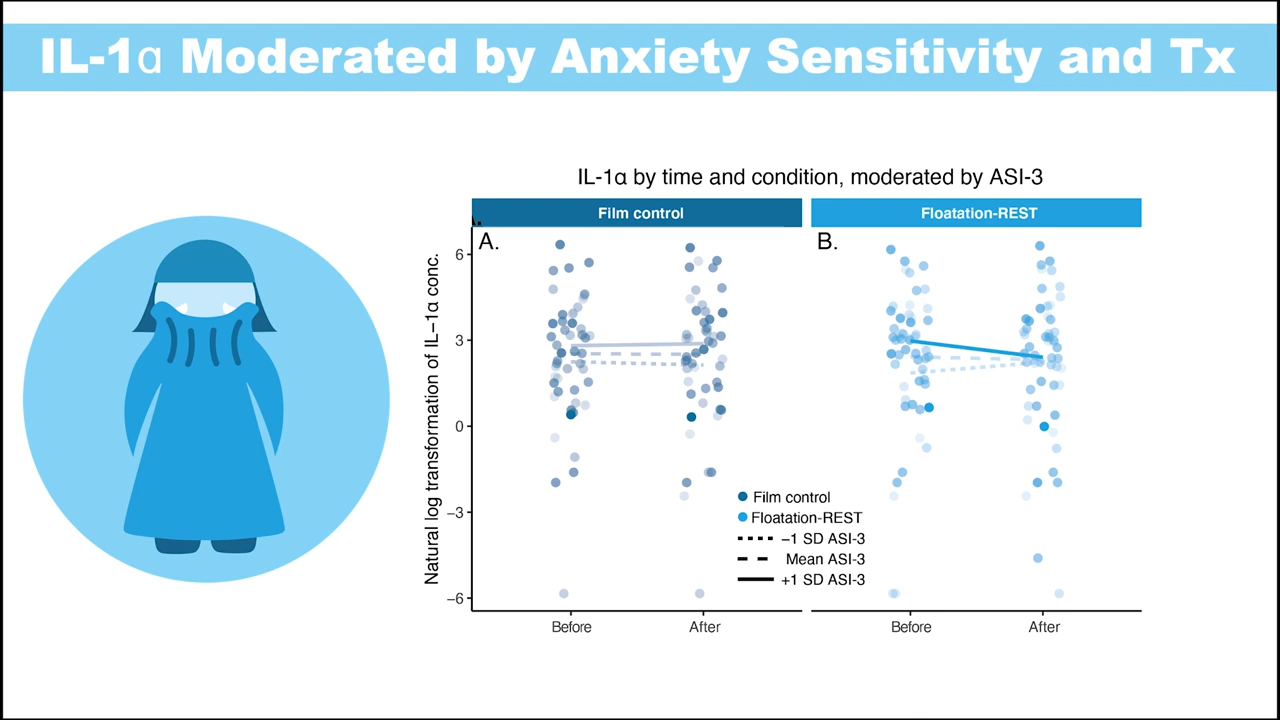 IL-1α Moderated by Anxiety Sensitivity and Tx
IL-1α by time and condition, moderated by ASI-3
Film control
Floatation-REST
A.
B.
Natural log transformation of IL−1α conc.
6
3
0
−3
−6
Film control
Floatation-REST
−1 SD ASI-3
Mean ASI-3
+1 SD ASI-3
Before
After
Before
After